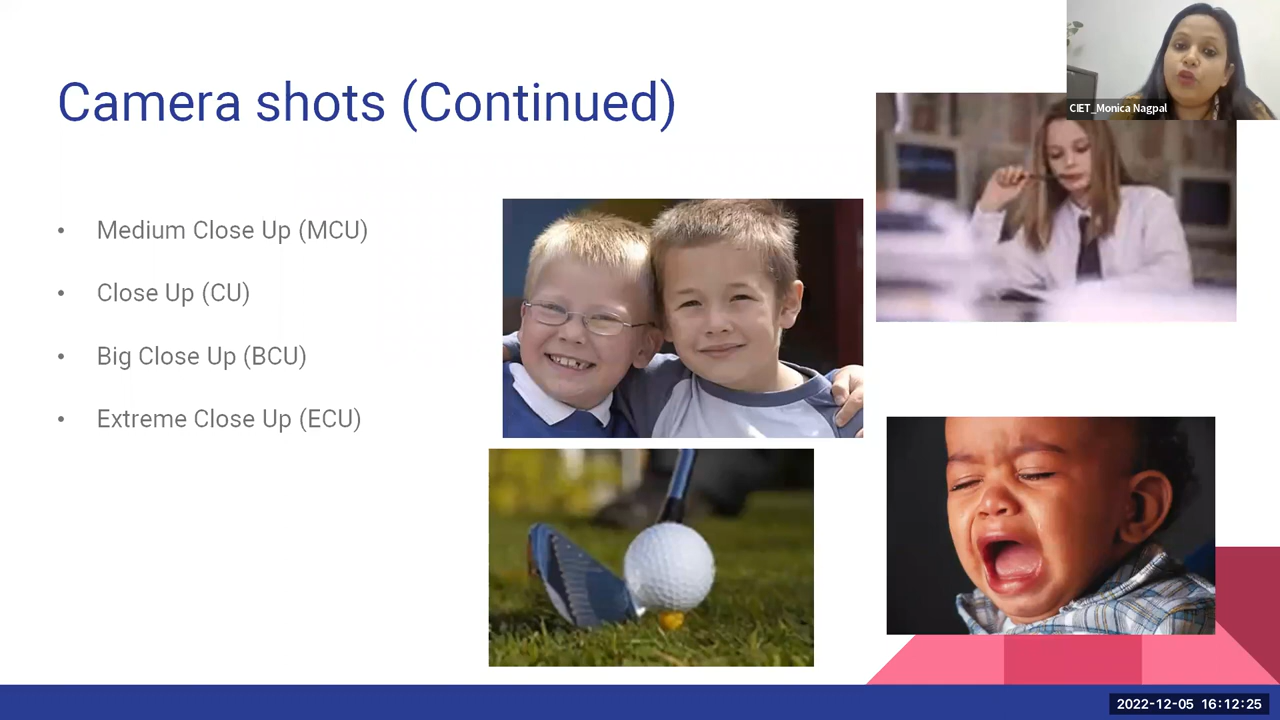 Camera shots (Continued)
• Medium Close Up (MCU)
• Close Up (CU)
• Big Close Up (BCU)
• Extreme Close Up (ECU)
CIET_Monica Nagpal
2022-12-05 16:12:25